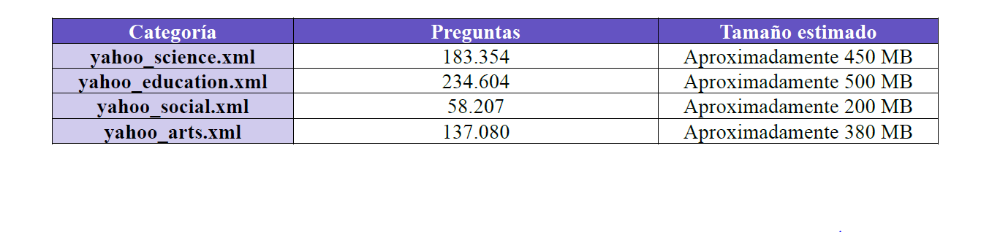 Categoría Preguntas Tamaño estimado
yahoo_science.xml 183.354 Aproximadamente 450 MB
yahoo_education.xml 234.604 Aproximadamente 500 MB
yahoo_social.xml 58.207 Aproximadamente 200 MB
yahoo_arts.xml 137.080 Aproximadamente 380 MB